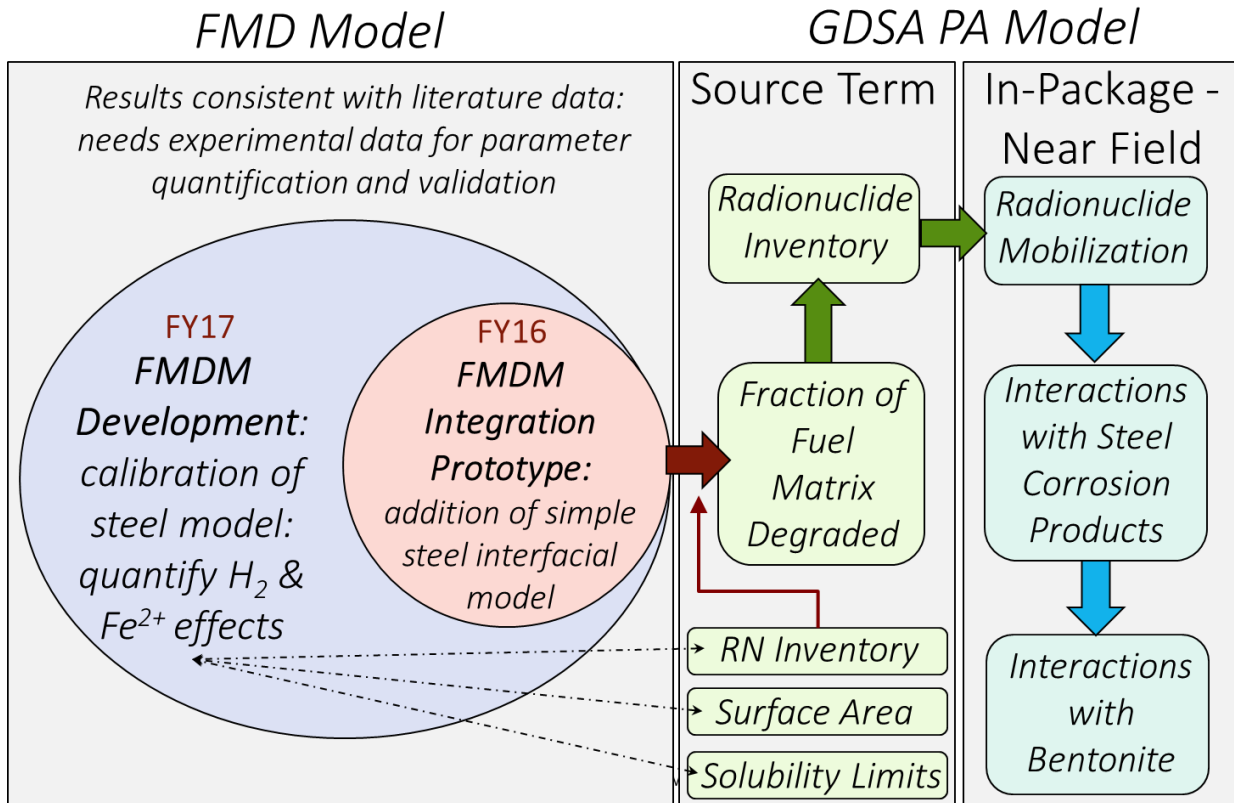 FMD Model
GDSA PA Model
Results consistent with literature data:
needs experimental data for parameter
quantification and validation
FY17
FMDM
Development:
calibration of
steel model:
quantify H₂ &
Fe²⁺ effects
FY16
FMDM
Integration
Prototype:
addition of simple
steel interfacial
model
Source Term
Radionuclide
Inventory
Fraction of
Fuel
Matrix
Degraded
RN Inventory
Surface Area
Solubility Limits
In-Package -
Near Field
Radionuclide
Mobilization
Interactions
with Steel
Corrosion
Products
Interactions
with
Bentonite